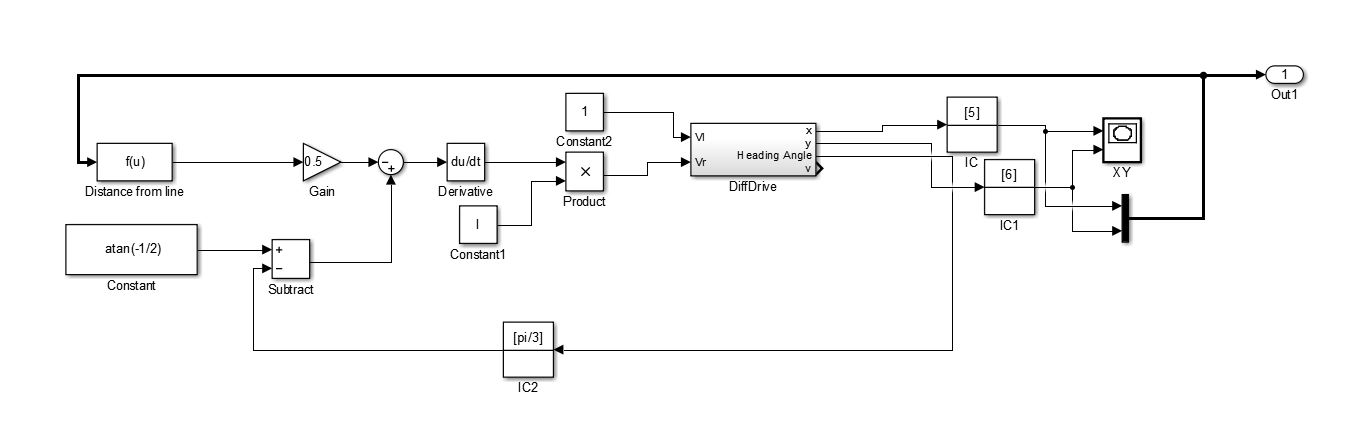 1
Out1
f(u)
Distance from line
0.5
Gain
−
+
du/dt
Derivative
1
Constant2
×
Product
l
Constant1
Vl
Vr
x
y
Heading Angle
v
DiffDrive
[5]
IC
[6]
IC1
XY
atan(-1/2)
Constant
+
−
Subtract
[pi/3]
IC2